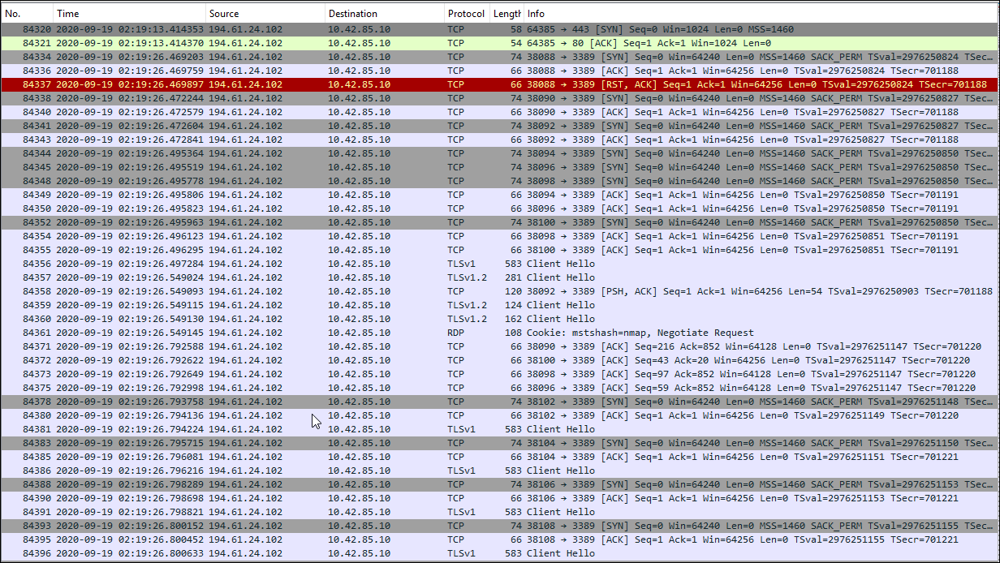 No. Time Source Destination Protocol Length Info
84320 2020-09-19 02:19:13.414353 194.61.24.102 10.42.85.10 TCP 58 64385 → 443 [SYN] Seq=0 Win=1024 Len=0 MSS=1460
84321 2020-09-19 02:19:13.414370 194.61.24.102 10.42.85.10 TCP 54 64385 → 80 [ACK] Seq=1 Ack=1 Win=1024 Len=0
84334 2020-09-19 02:19:26.469203 194.61.24.102 10.42.85.10 TCP 74 38088 → 3389 [SYN] Seq=0 Win=64240 Len=0 MSS=1460 SACK_PERM TSval=2976250824 TSec…
84336 2020-09-19 02:19:26.469759 194.61.24.102 10.42.85.10 TCP 66 38088 → 3389 [ACK] Seq=1 Ack=1 Win=64256 Len=0 TSval=2976250824 TSecr=701188
84337 2020-09-19 02:19:26.469897 194.61.24.102 10.42.85.10 TCP 66 38088 → 3389 [RST, ACK] Seq=1 Ack=1 Win=64256 Len=0 TSval=2976250824 TSecr=701188
84338 2020-09-19 02:19:26.472244 194.61.24.102 10.42.85.10 TCP 74 38090 → 3389 [SYN] Seq=0 Win=64240 Len=0 MSS=1460 SACK_PERM TSval=2976250827 TSec…
84340 2020-09-19 02:19:26.472579 194.61.24.102 10.42.85.10 TCP 66 38090 → 3389 [ACK] Seq=1 Ack=1 Win=64256 Len=0 TSval=2976250827 TSecr=701188
84341 2020-09-19 02:19:26.472604 194.61.24.102 10.42.85.10 TCP 74 38092 → 3389 [SYN] Seq=0 Win=64240 Len=0 MSS=1460 SACK_PERM TSval=2976250827 TSec…
84343 2020-09-19 02:19:26.472841 194.61.24.102 10.42.85.10 TCP 66 38092 → 3389 [ACK] Seq=1 Ack=1 Win=64256 Len=0 TSval=2976250827 TSecr=701188
84344 2020-09-19 02:19:26.495364 194.61.24.102 10.42.85.10 TCP 74 38094 → 3389 [SYN] Seq=0 Win=64240 Len=0 MSS=1460 SACK_PERM TSval=2976250850 TSec…
84345 2020-09-19 02:19:26.495519 194.61.24.102 10.42.85.10 TCP 74 38096 → 3389 [SYN] Seq=0 Win=64240 Len=0 MSS=1460 SACK_PERM TSval=2976250850 TSec…
84348 2020-09-19 02:19:26.495778 194.61.24.102 10.42.85.10 TCP 74 38098 → 3389 [SYN] Seq=0 Win=64240 Len=0 MSS=1460 SACK_PERM TSval=2976250850 TSec…
84349 2020-09-19 02:19:26.495806 194.61.24.102 10.42.85.10 TCP 66 38094 → 3389 [ACK] Seq=1 Ack=1 Win=64256 Len=0 TSval=2976250850 TSecr=701191
84350 2020-09-19 02:19:26.495823 194.61.24.102 10.42.85.10 TCP 66 38096 → 3389 [ACK] Seq=1 Ack=1 Win=64256 Len=0 TSval=2976250850 TSecr=701191
84352 2020-09-19 02:19:26.495963 194.61.24.102 10.42.85.10 TCP 74 38100 → 3389 [SYN] Seq=0 Win=64240 Len=0 MSS=1460 SACK_PERM TSval=2976250850 TSec…
84354 2020-09-19 02:19:26.496123 194.61.24.102 10.42.85.10 TCP 66 38098 → 3389 [ACK] Seq=1 Ack=1 Win=64256 Len=0 TSval=2976250851 TSecr=701191
84355 2020-09-19 02:19:26.496295 194.61.24.102 10.42.85.10 TCP 66 38100 → 3389 [ACK] Seq=1 Ack=1 Win=64256 Len=0 TSval=2976250851 TSecr=701191
84356 2020-09-19 02:19:26.497284 194.61.24.102 10.42.85.10 TLSv1 583 Client Hello
84357 2020-09-19 02:19:26.549024 194.61.24.102 10.42.85.10 TLSv1.2 281 Client Hello
84358 2020-09-19 02:19:26.549093 194.61.24.102 10.42.85.10 TCP 120 38092 → 3389 [PSH, ACK] Seq=1 Ack=1 Win=64256 Len=54 TSval=2976250903 TSecr=701188
84359 2020-09-19 02:19:26.549115 194.61.24.102 10.42.85.10 TLSv1.2 124 Client Hello
84360 2020-09-19 02:19:26.549130 194.61.24.102 10.42.85.10 TLSv1.2 162 Client Hello
84361 2020-09-19 02:19:26.549145 194.61.24.102 10.42.85.10 RDP 108 Cookie: mstshash=nmap, Negotiate Request
84371 2020-09-19 02:19:26.792588 194.61.24.102 10.42.85.10 TCP 66 38090 → 3389 [ACK] Seq=216 Ack=852 Win=64128 Len=0 TSval=2976251147 TSecr=701220
84372 2020-09-19 02:19:26.792622 194.61.24.102 10.42.85.10 TCP 66 38100 → 3389 [ACK] Seq=43 Ack=20 Win=64256 Len=0 TSval=2976251147 TSecr=701220
84373 2020-09-19 02:19:26.792649 194.61.24.102 10.42.85.10 TCP 66 38098 → 3389 [ACK] Seq=97 Ack=852 Win=64128 Len=0 TSval=2976251147 TSecr=701220
84375 2020-09-19 02:19:26.792998 194.61.24.102 10.42.85.10 TCP 66 38096 → 3389 [ACK] Seq=59 Ack=852 Win=64128 Len=0 TSval=2976251147 TSecr=701220
84378 2020-09-19 02:19:26.793758 194.61.24.102 10.42.85.10 TCP 74 38102 → 3389 [SYN] Seq=0 Win=64240 Len=0 MSS=1460 SACK_PERM TSval=2976251148 TSec…
84380 2020-09-19 02:19:26.794136 194.61.24.102 10.42.85.10 TCP 66 38102 → 3389 [ACK] Seq=1 Ack=1 Win=64256 Len=0 TSval=2976251149 TSecr=701220
84381 2020-09-19 02:19:26.794224 194.61.24.102 10.42.85.10 TLSv1 583 Client Hello
84383 2020-09-19 02:19:26.795715 194.61.24.102 10.42.85.10 TCP 74 38104 → 3389 [SYN] Seq=0 Win=64240 Len=0 MSS=1460 SACK_PERM TSval=2976251150 TSec…
84385 2020-09-19 02:19:26.796081 194.61.24.102 10.42.85.10 TCP 66 38104 → 3389 [ACK] Seq=1 Ack=1 Win=64256 Len=0 TSval=2976251151 TSecr=701221
84386 2020-09-19 02:19:26.796216 194.61.24.102 10.42.85.10 TLSv1 583 Client Hello
84388 2020-09-19 02:19:26.798289 194.61.24.102 10.42.85.10 TCP 74 38106 → 3389 [SYN] Seq=0 Win=64240 Len=0 MSS=1460 SACK_PERM TSval=2976251153 TSec…
84390 2020-09-19 02:19:26.798698 194.61.24.102 10.42.85.10 TCP 66 38106 → 3389 [ACK] Seq=1 Ack=1 Win=64256 Len=0 TSval=2976251153 TSecr=701221
84391 2020-09-19 02:19:26.798821 194.61.24.102 10.42.85.10 TLSv1 583 Client Hello
84393 2020-09-19 02:19:26.800152 194.61.24.102 10.42.85.10 TCP 74 38108 → 3389 [SYN] Seq=0 Win=64240 Len=0 MSS=1460 SACK_PERM TSval=2976251155 TSec…
84395 2020-09-19 02:19:26.800452 194.61.24.102 10.42.85.10 TCP 66 38108 → 3389 [ACK] Seq=1 Ack=1 Win=64256 Len=0 TSval=2976251155 TSecr=701221
84396 2020-09-19 02:19:26.800633 194.61.24.102 10.42.85.10 TLSv1 583 Client Hello